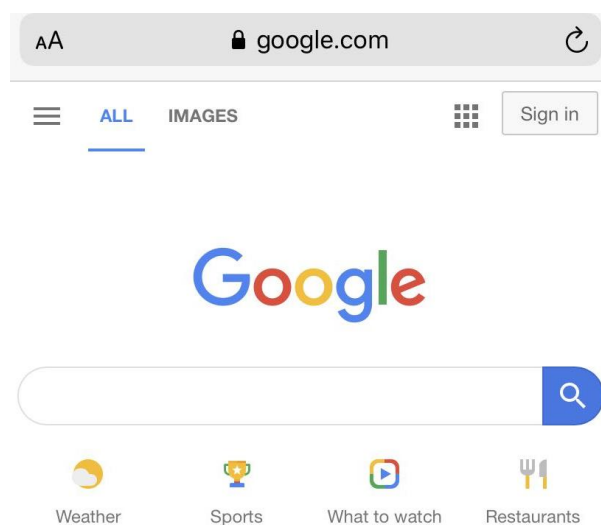 AA google.com
ALL IMAGES Sign in
Google
Weather Sports What to watch Restaurants